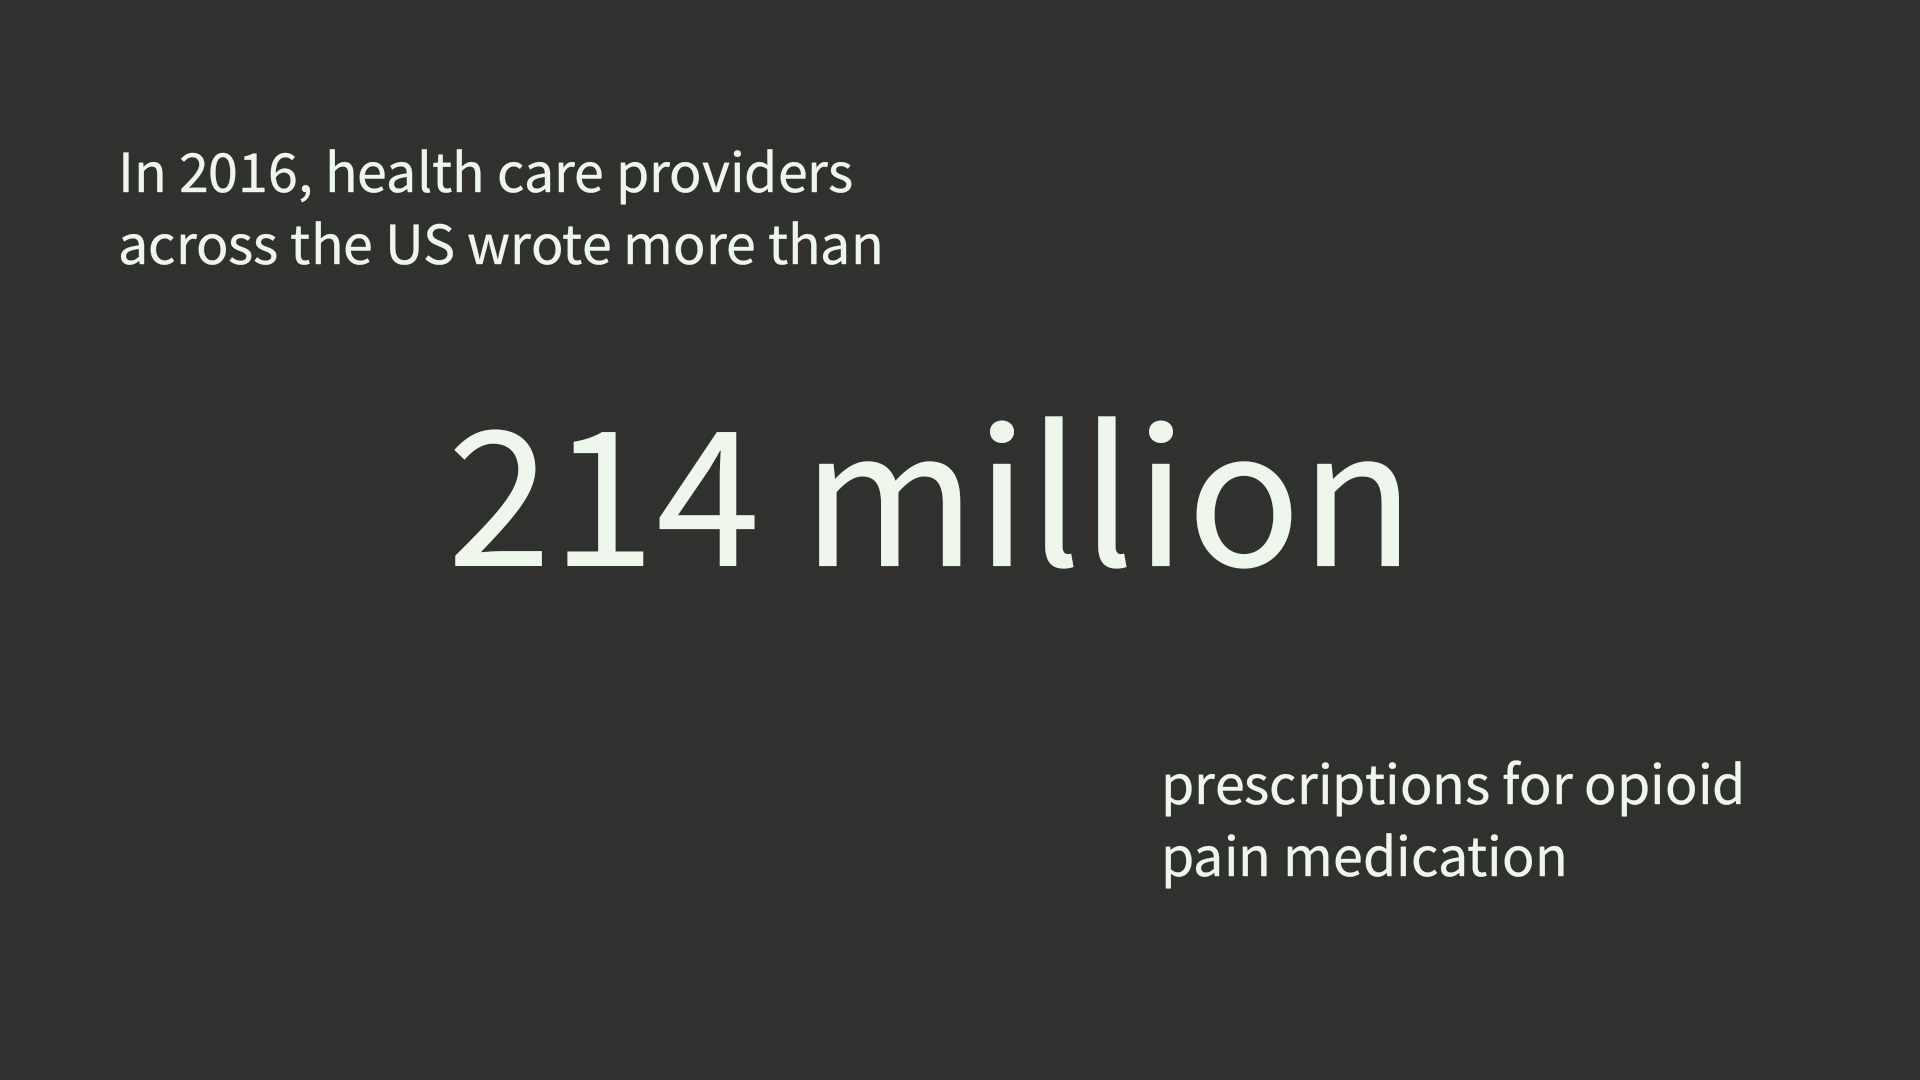 In 2016, health care providers
across the US wrote more than
214 million
prescriptions for opioid
pain medication